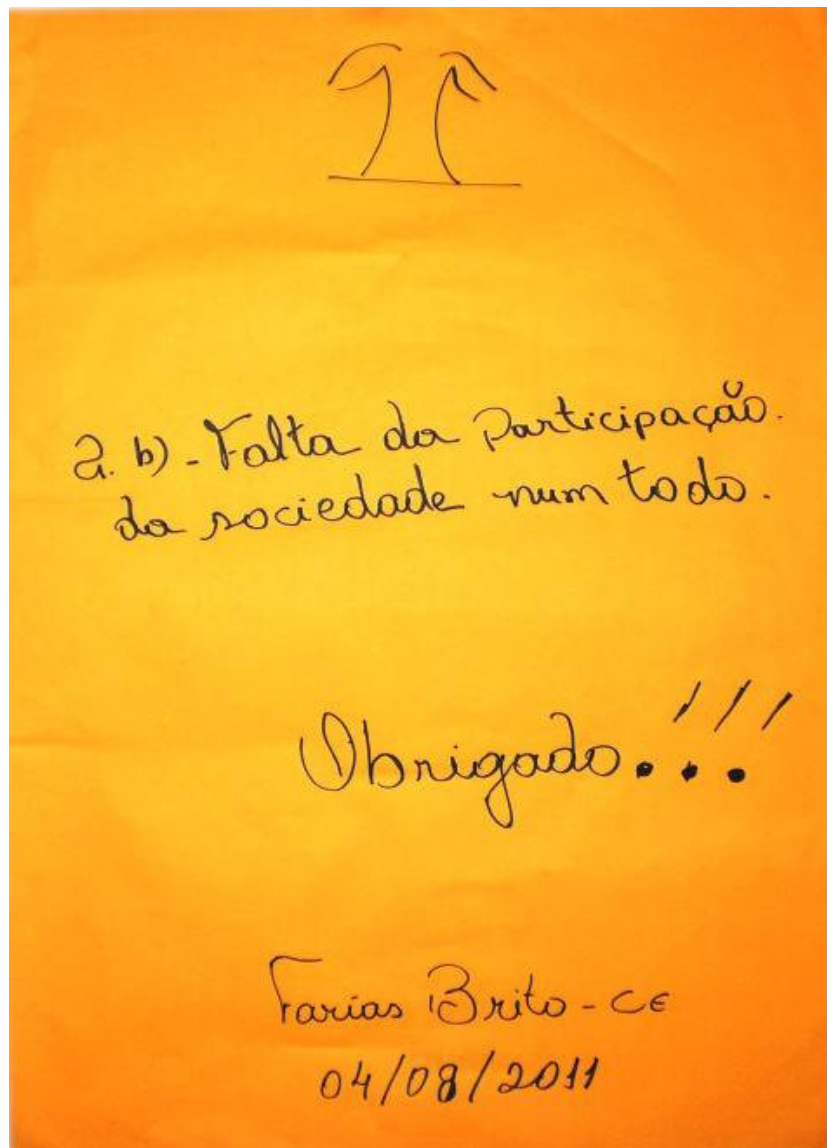 2. b) - Falta da Participação.
da sociedade num todo.
Obrigado.!!!
Farias Brito - CE
04/08/2011